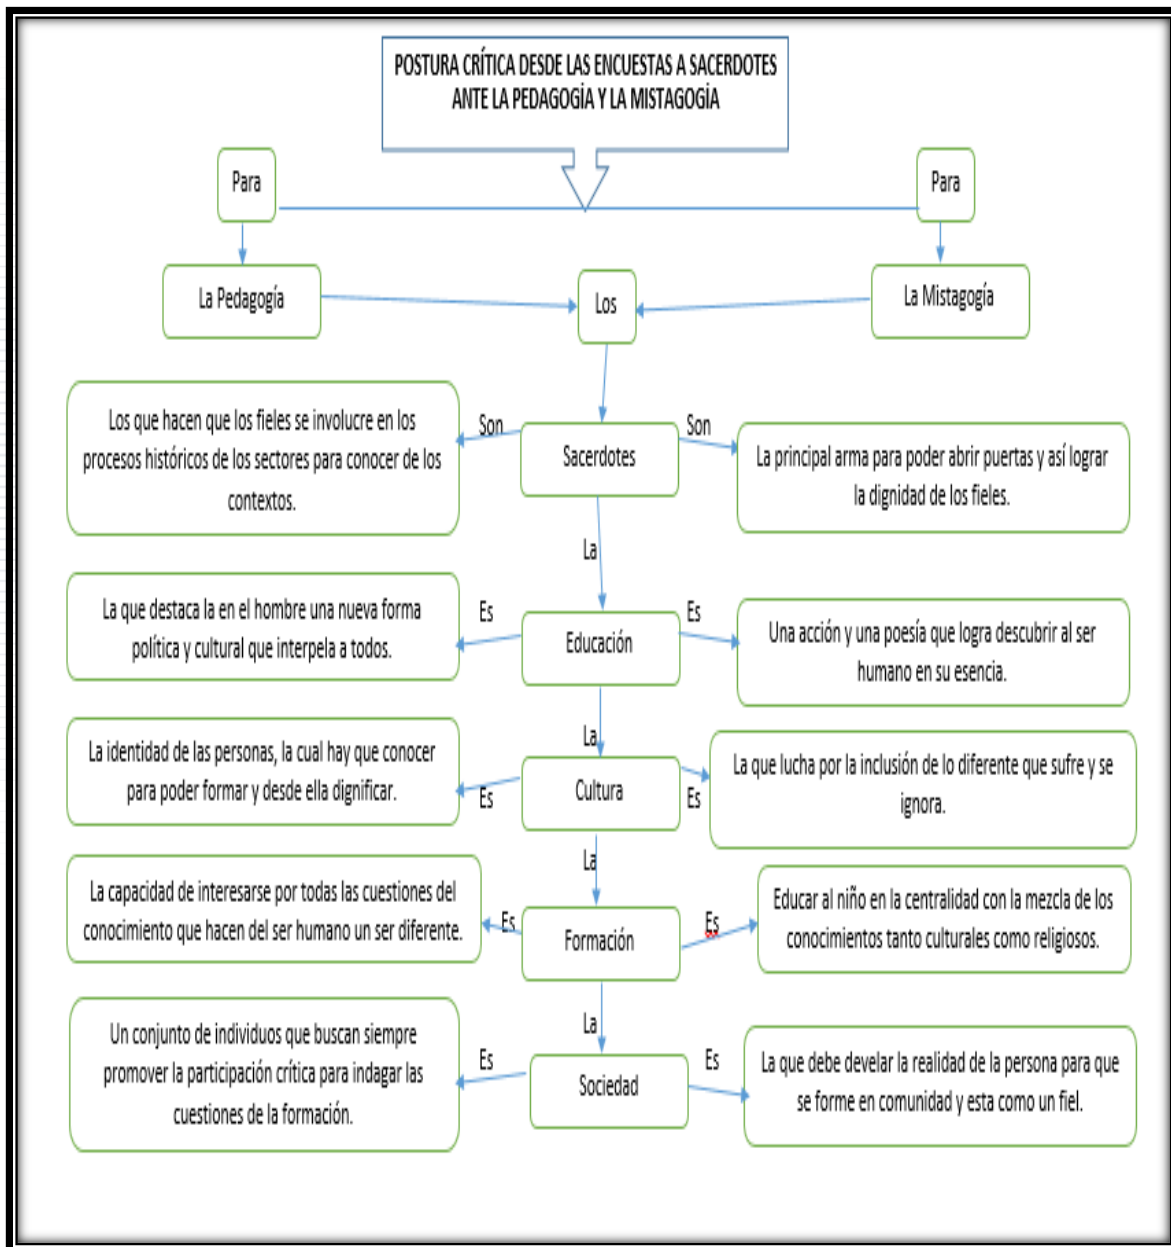 POSTURA CRÍTICA DESDE LAS ENCUESTAS A SACERDOTES
ANTE LA PEDAGOGÍA Y LA MISTAGOGÍA
Para
Para
La Pedagogía
Los
La Mistagogía
Los que hacen que los fieles se involucre en los
procesos históricos de los sectores para conocer de los
contextos.
Son
Sacerdotes
Son
La principal arma para poder abrir puertas y así lograr
la dignidad de los fieles.
La
La que destaca la en el hombre una nueva forma
política y cultural que interpela a todos.
Es
Educación
Es
Una acción y una poesía que logra descubrir al ser
humano en su esencia.
La
La identidad de las personas, la cual hay que conocer
para poder formar y desde ella dignificar.
Es
Cultura
Es
La que lucha por la inclusión de lo diferente que sufre y se
ignora.
La
La capacidad de interesarse por todas las cuestiones del
conocimiento que hacen del ser humano un ser diferente.
Es
Formación
Es
Educar al niño en la centralidad con la mezcla de los
conocimientos tanto culturales como religiosos.
La
Un conjunto de individuos que buscan siempre
promover la participación crítica para indagar las
cuestiones de la formación.
Es
Sociedad
Es
La que debe develar la realidad de la persona para que
se forme en comunidad y esta como un fiel.